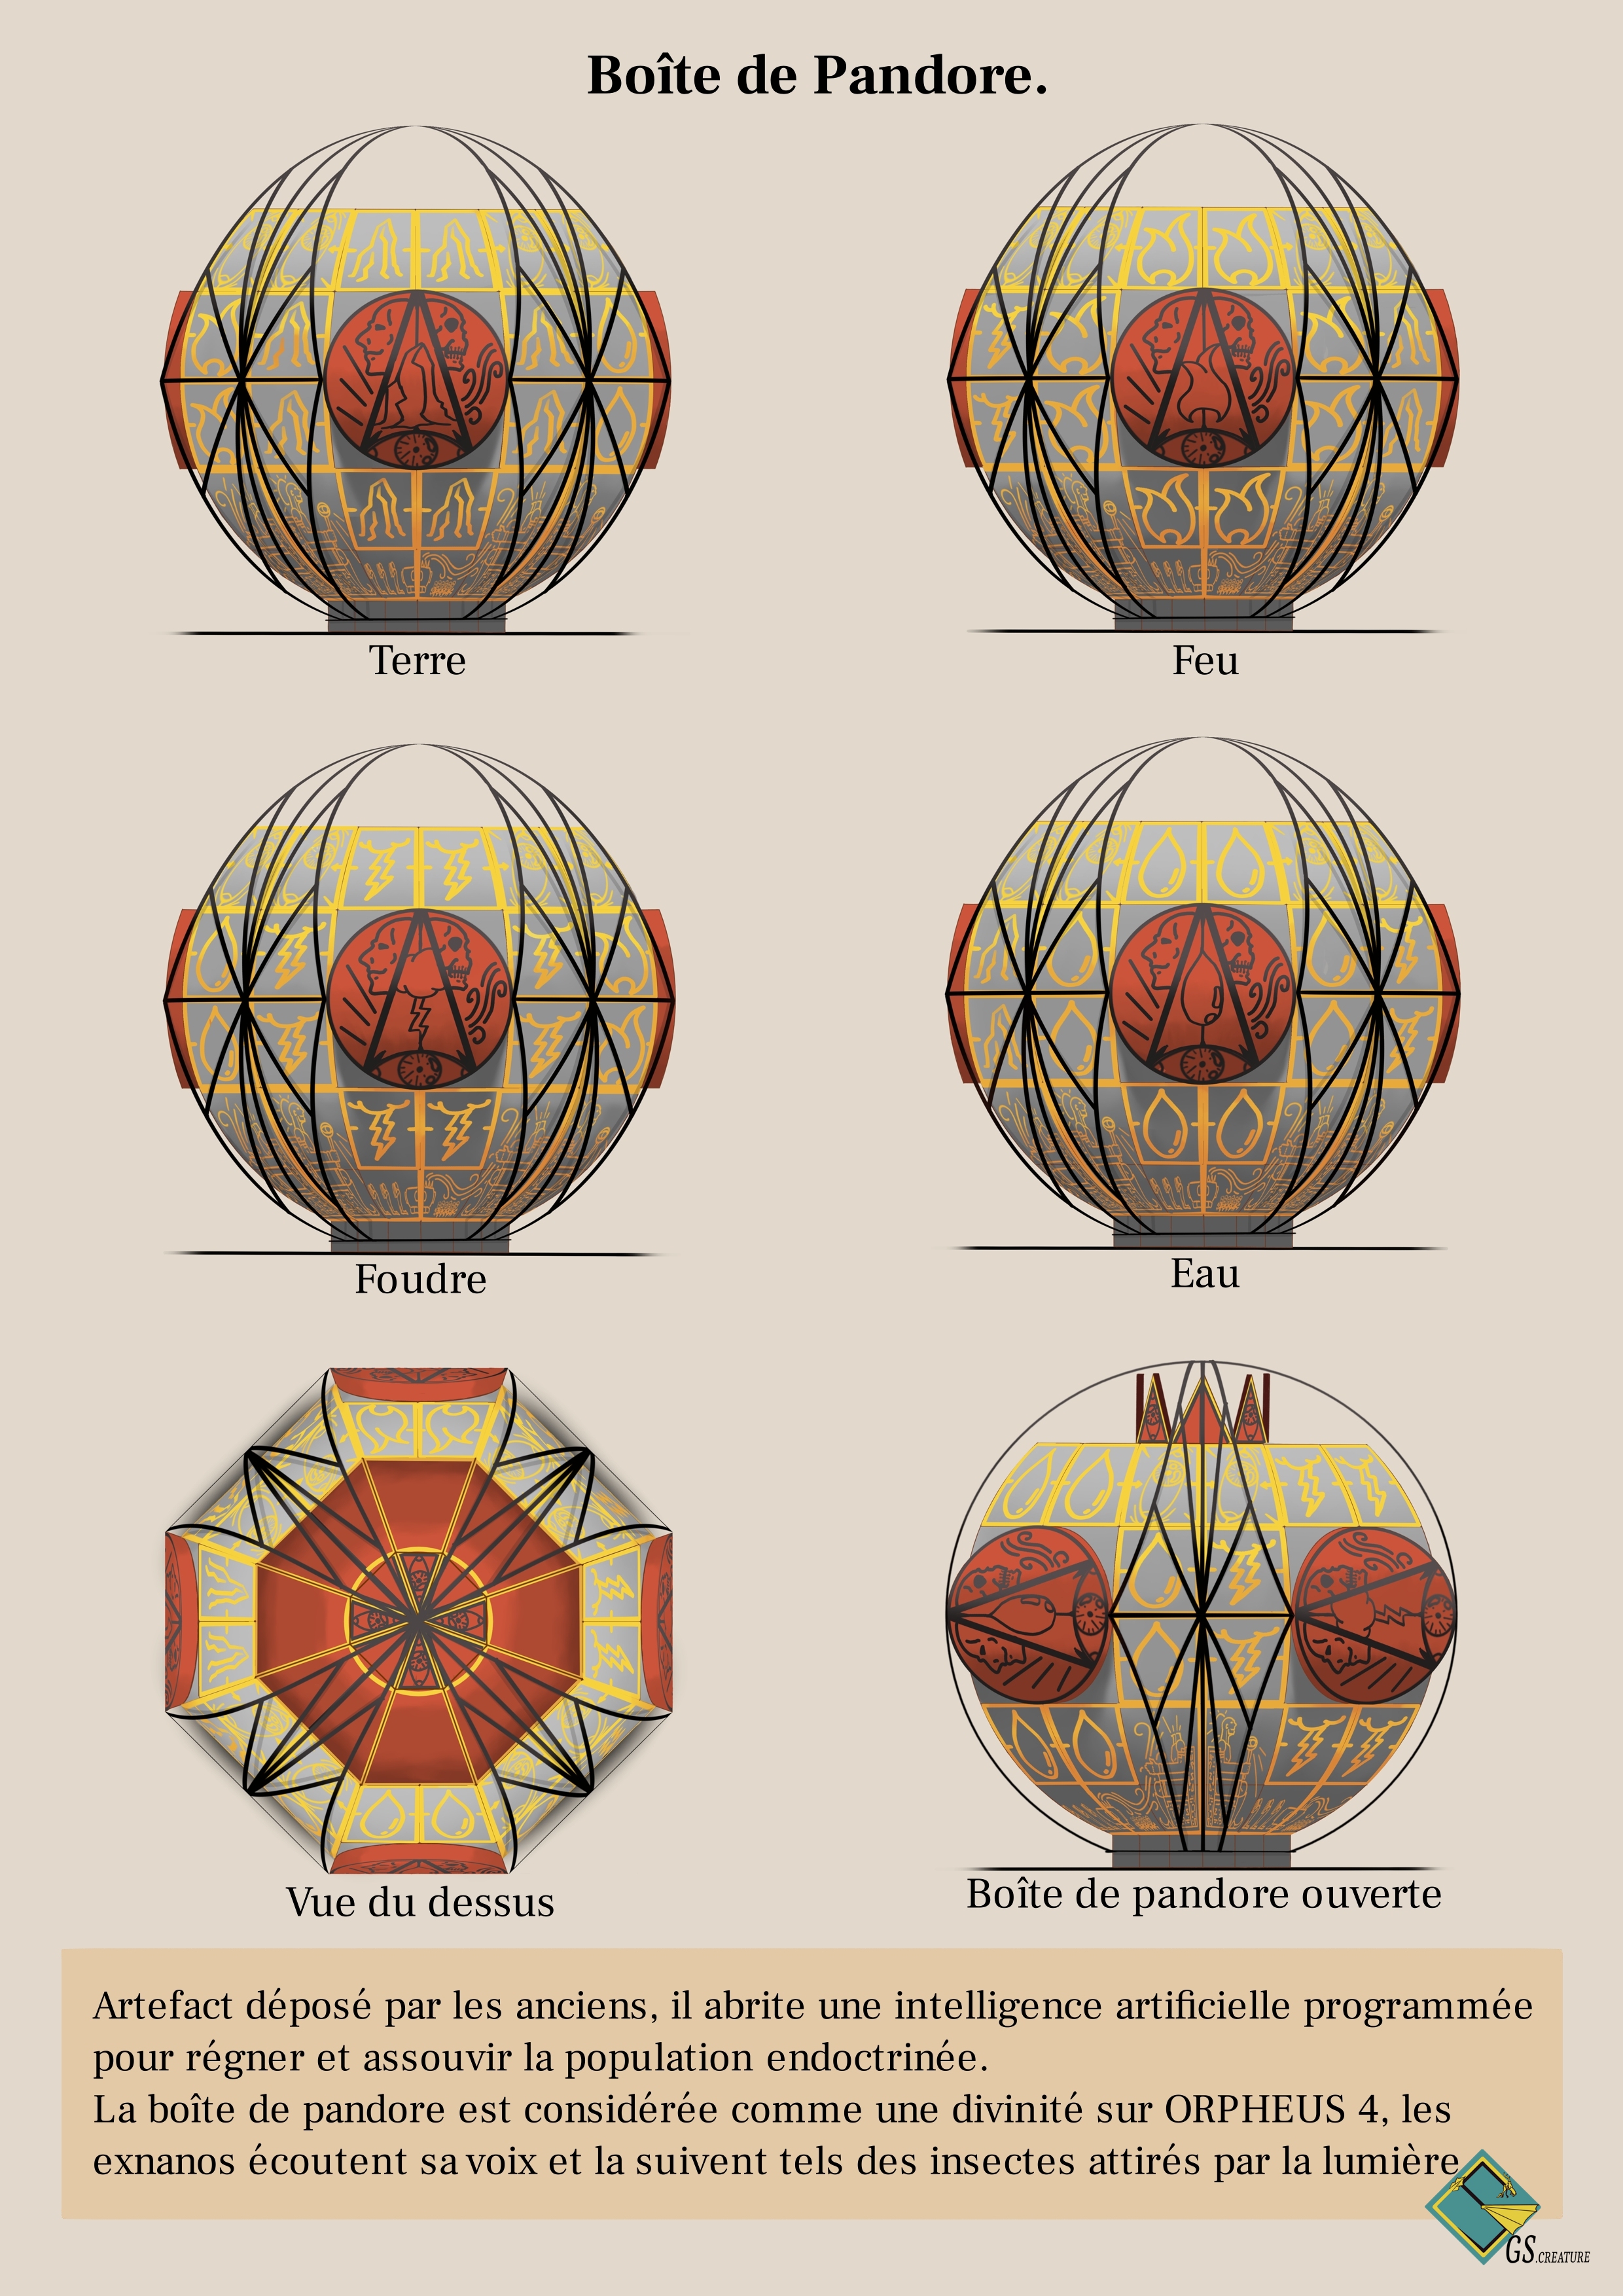 Boîte de Pandore.
Terre
Feu
Foudre
Eau
Vue du dessus
Boîte de pandore ouverte
Artefact déposé par les anciens, il abrite une intelligence artificielle programmée
pour régner et assouvir la population endoctrinée.
La boîte de pandore est considérée comme une divinité sur ORPHEUS 4, les
exnanos écoutent sa voix et la suivent tels des insectes attirés par la lumière
GS.CREATURE